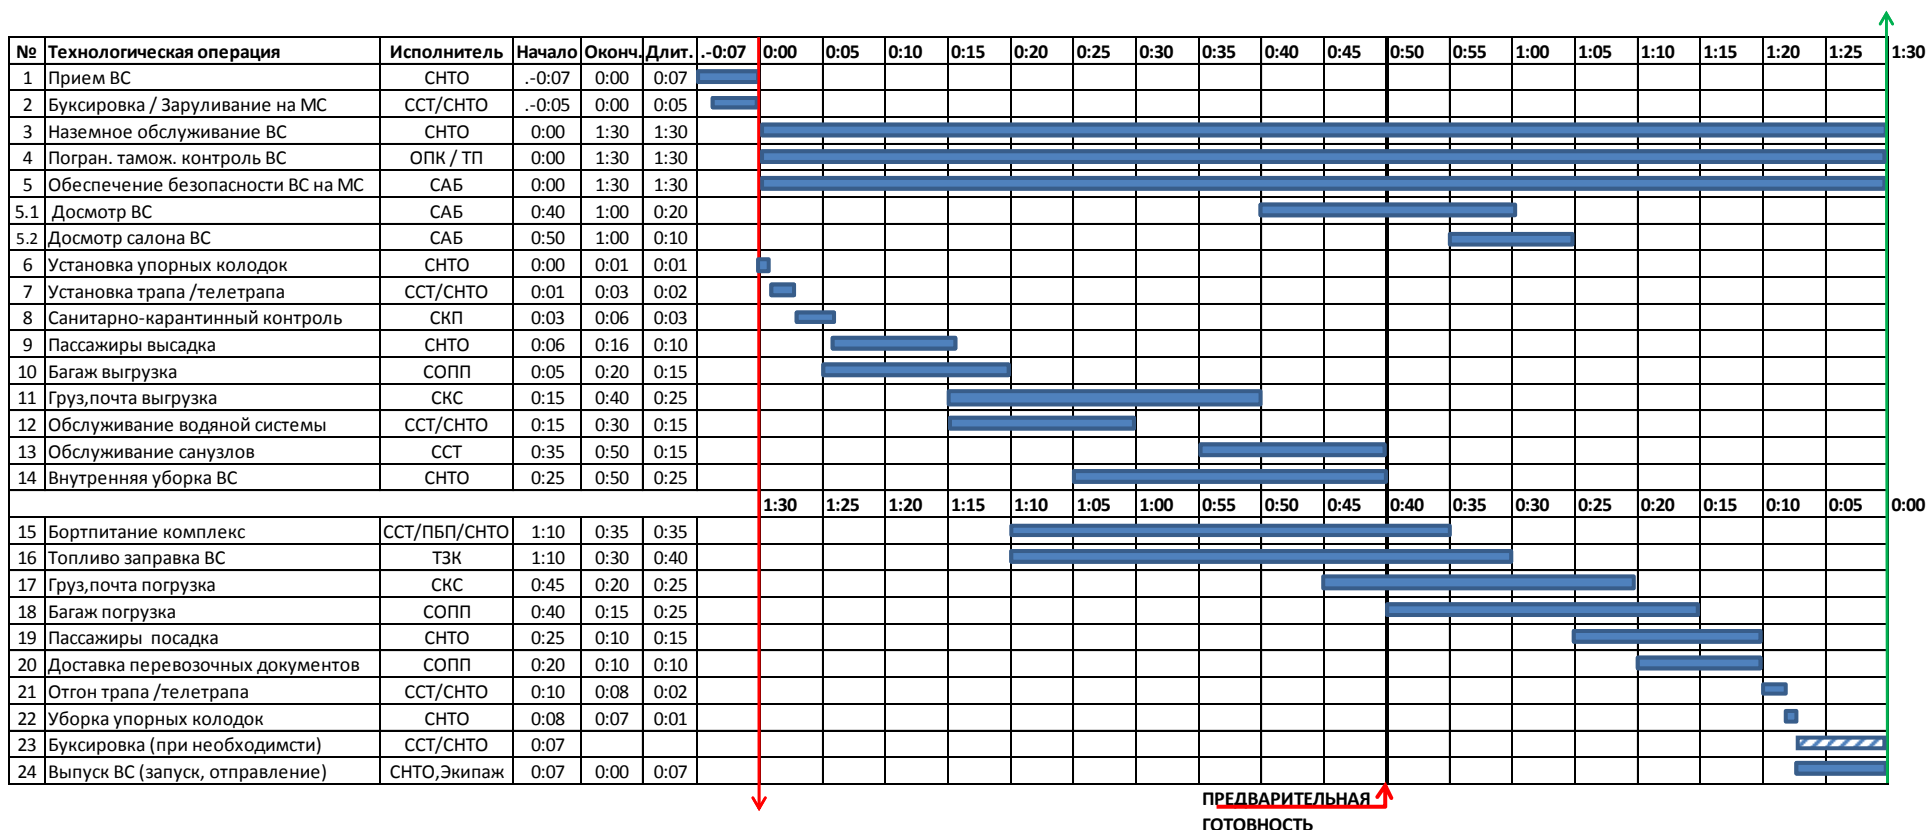 № Технологическая операция Исполнитель Начало Оконч. Длит. .-0:07 0:00 0:05 0:10 0:15 0:20 0:25 0:30 0:35 0:40 0:45 0:50 0:55 1:00 1:05 1:10 1:15 1:20 1:25 1:30
1 Прием ВС СНТО .-0:07 0:00 0:07
2 Буксировка / Заруливание на МС ССТ/СНТО .-0:05 0:00 0:05
3 Наземное обслуживание ВС СНТО 0:00 1:30 1:30
4 Погран. тамож. контроль ВС ОПК / ТП 0:00 1:30 1:30
5 Обеспечение безопасности ВС на МС САБ 0:00 1:30 1:30
5.1 Досмотр ВС САБ 0:40 1:00 0:20
5.2 Досмотр салона ВС САБ 0:50 1:00 0:10
6 Установка упорных колодок СНТО 0:00 0:01 0:01
7 Установка трапа /телетрапа ССТ/СНТО 0:01 0:03 0:02
8 Санитарно-карантинный контроль СКП 0:03 0:06 0:03
9 Пассажиры высадка СНТО 0:06 0:16 0:10
10 Багаж выгрузка СОПП 0:05 0:20 0:15
11 Груз,почта выгрузка СКС 0:15 0:40 0:25
12 Обслуживание водяной системы ССТ/СНТО 0:15 0:30 0:15
13 Обслуживание санузлов ССТ 0:35 0:50 0:15
14 Внутренняя уборка ВС СНТО 0:25 0:50 0:25
1:30 1:25 1:20 1:15 1:10 1:05 1:00 0:55 0:50 0:45 0:40 0:35 0:30 0:25 0:20 0:15 0:10 0:05 0:00
15 Бортпитание комплекс ССТ/ПБП/СНТО 1:10 0:35 0:35
16 Топливо заправка ВС ТЗК 1:10 0:30 0:40
17 Груз,почта погрузка СКС 0:45 0:20 0:25
18 Багаж погрузка СОПП 0:40 0:15 0:25
19 Пассажиры посадка СНТО 0:25 0:10 0:15
20 Доставка перевозочных документов СОПП 0:20 0:10 0:10
21 Отгон трапа /телетрапа ССТ/СНТО 0:10 0:08 0:02
22 Уборка упорных колодок СНТО 0:08 0:07 0:01
23 Буксировка (при необходимсти) ССТ/СНТО 0:07
24 Выпуск ВС (запуск, отправление) СНТО,Экипаж 0:07 0:00 0:07
ПРЕДВАРИТЕЛЬНАЯ
ГОТОВНОСТЬ